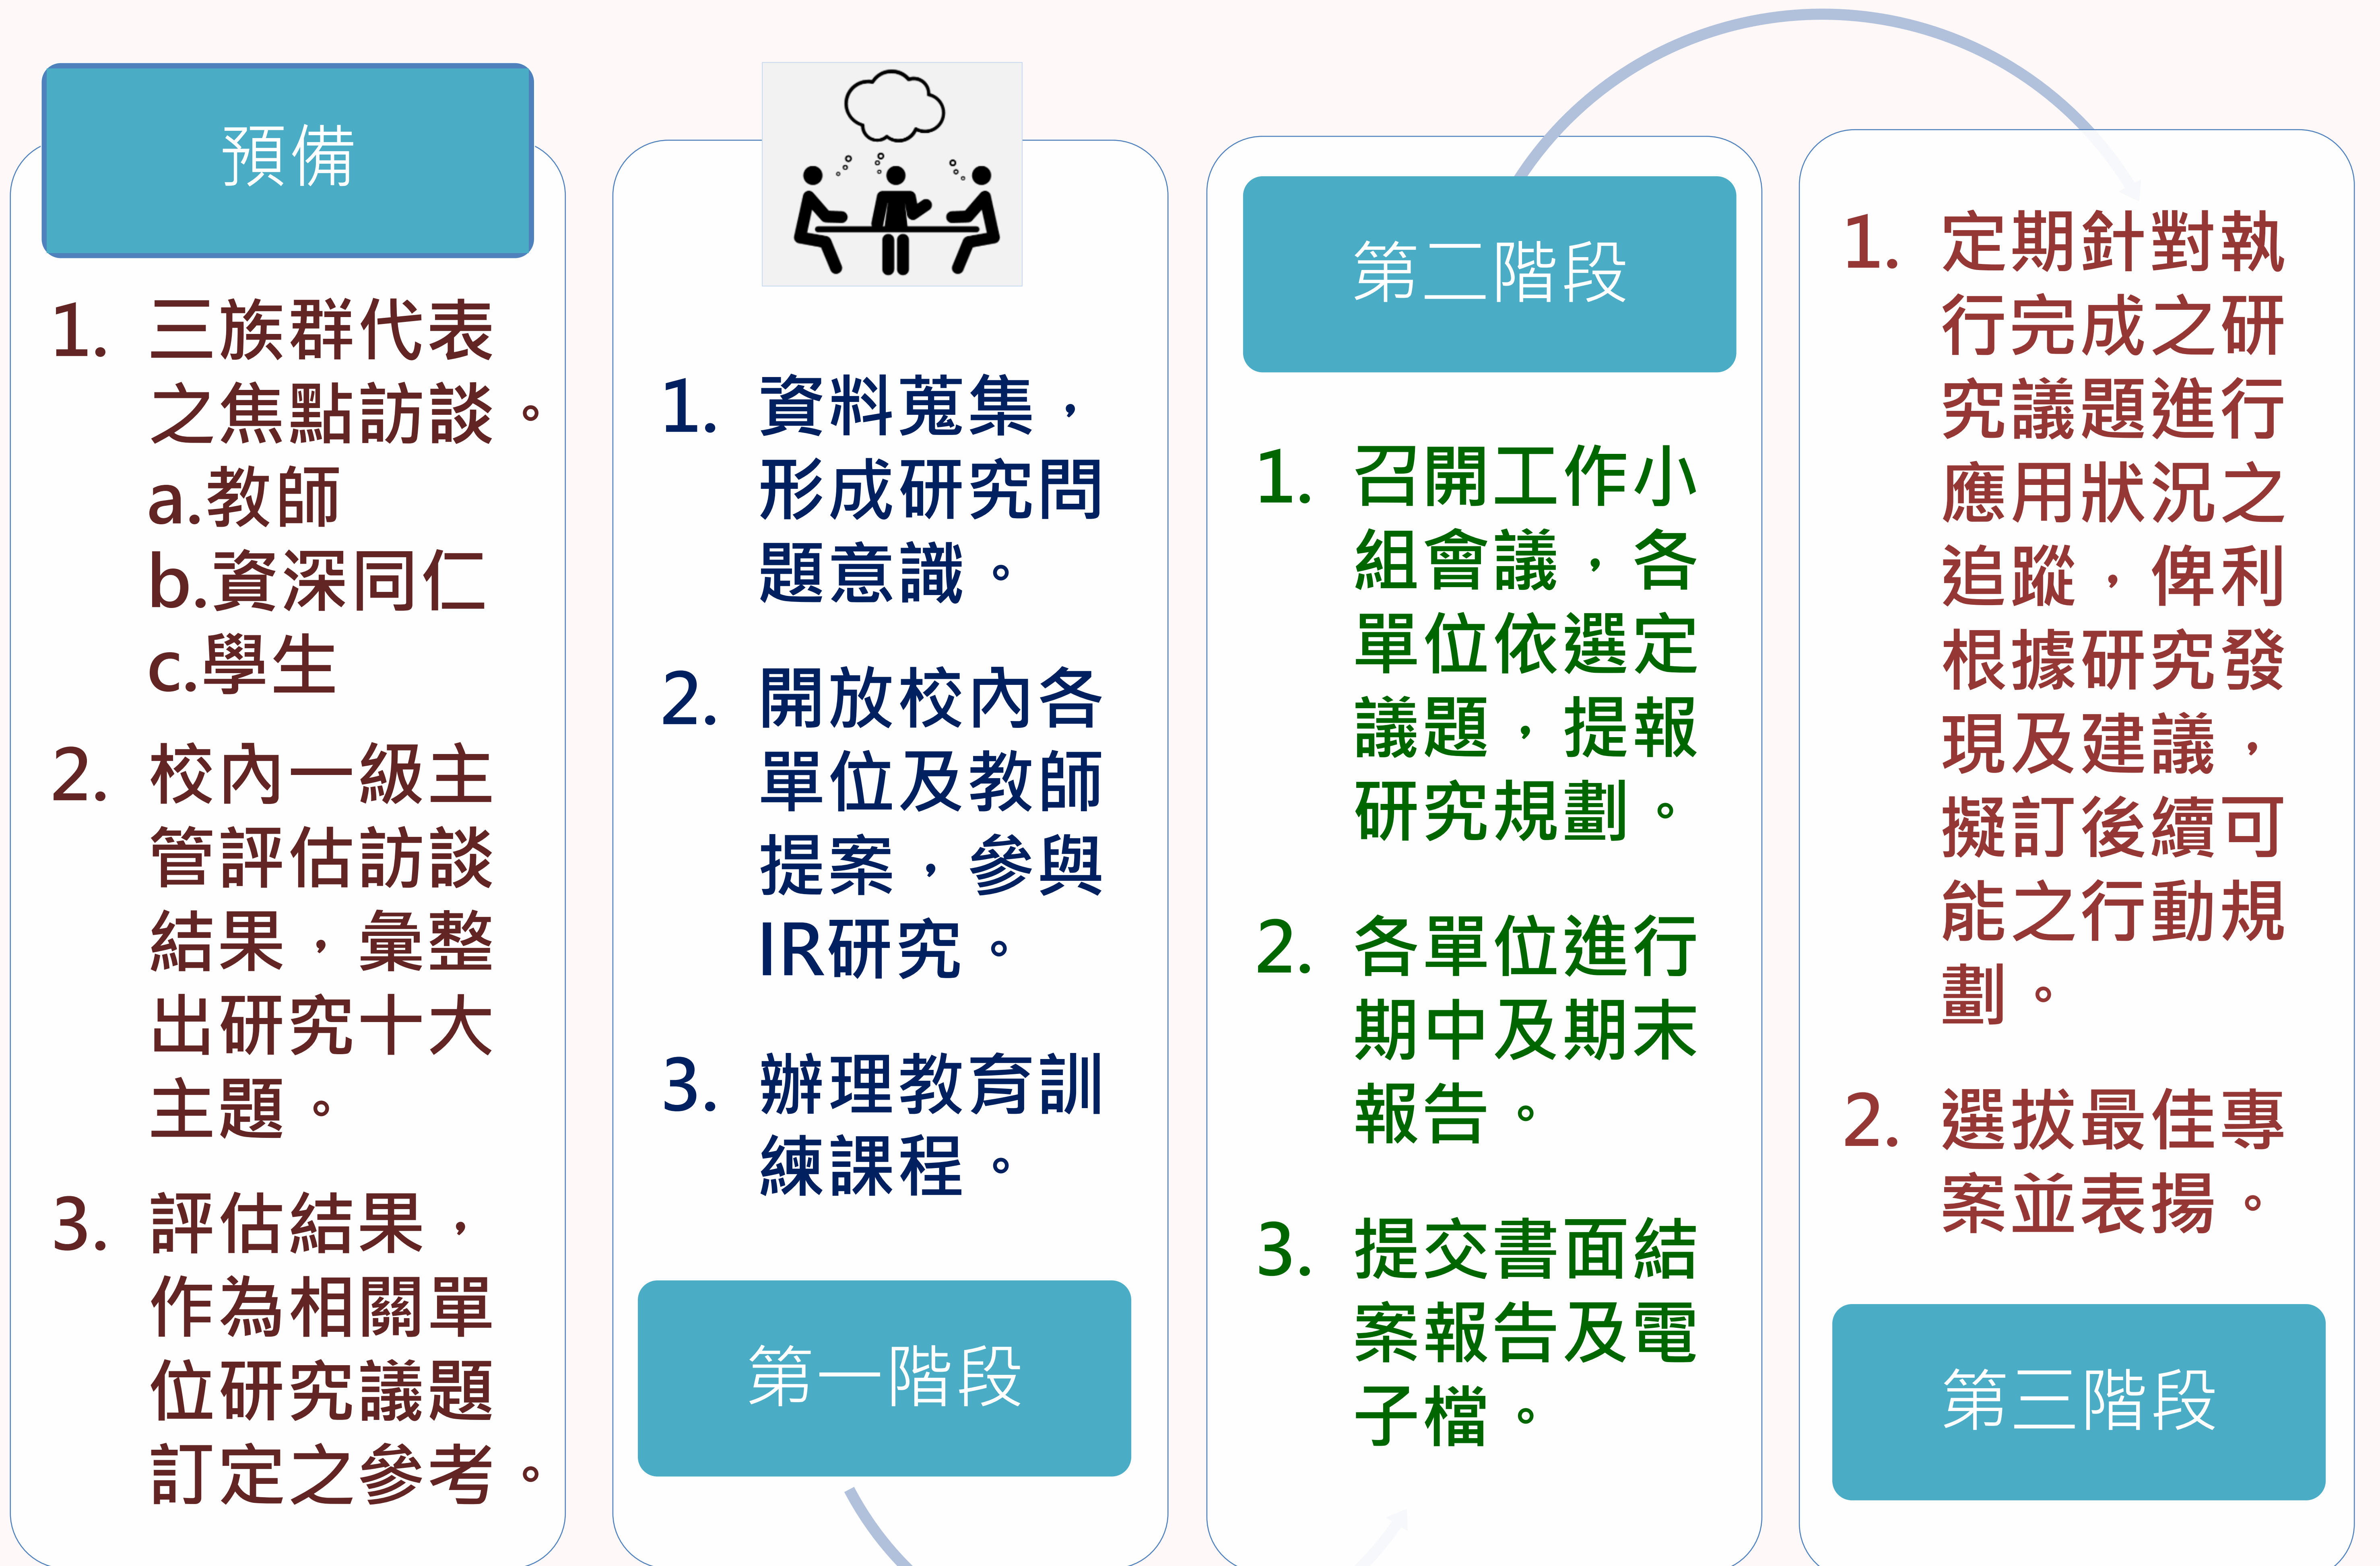 預備
1. 三族群代表
之焦點訪談。
a.教師
b.資深同仁
c.學生
2. 校內一級主
管評估訪談
結果，彙整
出研究十大
主題。
3. 評估結果，
作為相關單
位研究議題
訂定之參考。
1. 資料蒐集，
形成研究問
題意識。
2. 開放校內各
單位及教師
提案，參與
IR研究。
3. 辦理教育訓
練課程。
第一階段
第二階段
1. 召開工作小
組會議，各
單位依選定
議題，提報
研究規劃。
2. 各單位進行
期中及期末
報告。
3. 提交書面結
案報告及電
子檔。
1. 定期針對執
行完成之研
究議題進行
應用狀況之
追蹤，俾利
根據研究發
現及建議，
擬訂後續可
能之行動規
劃。
2. 選拔最佳專
案並表揚。
第三階段